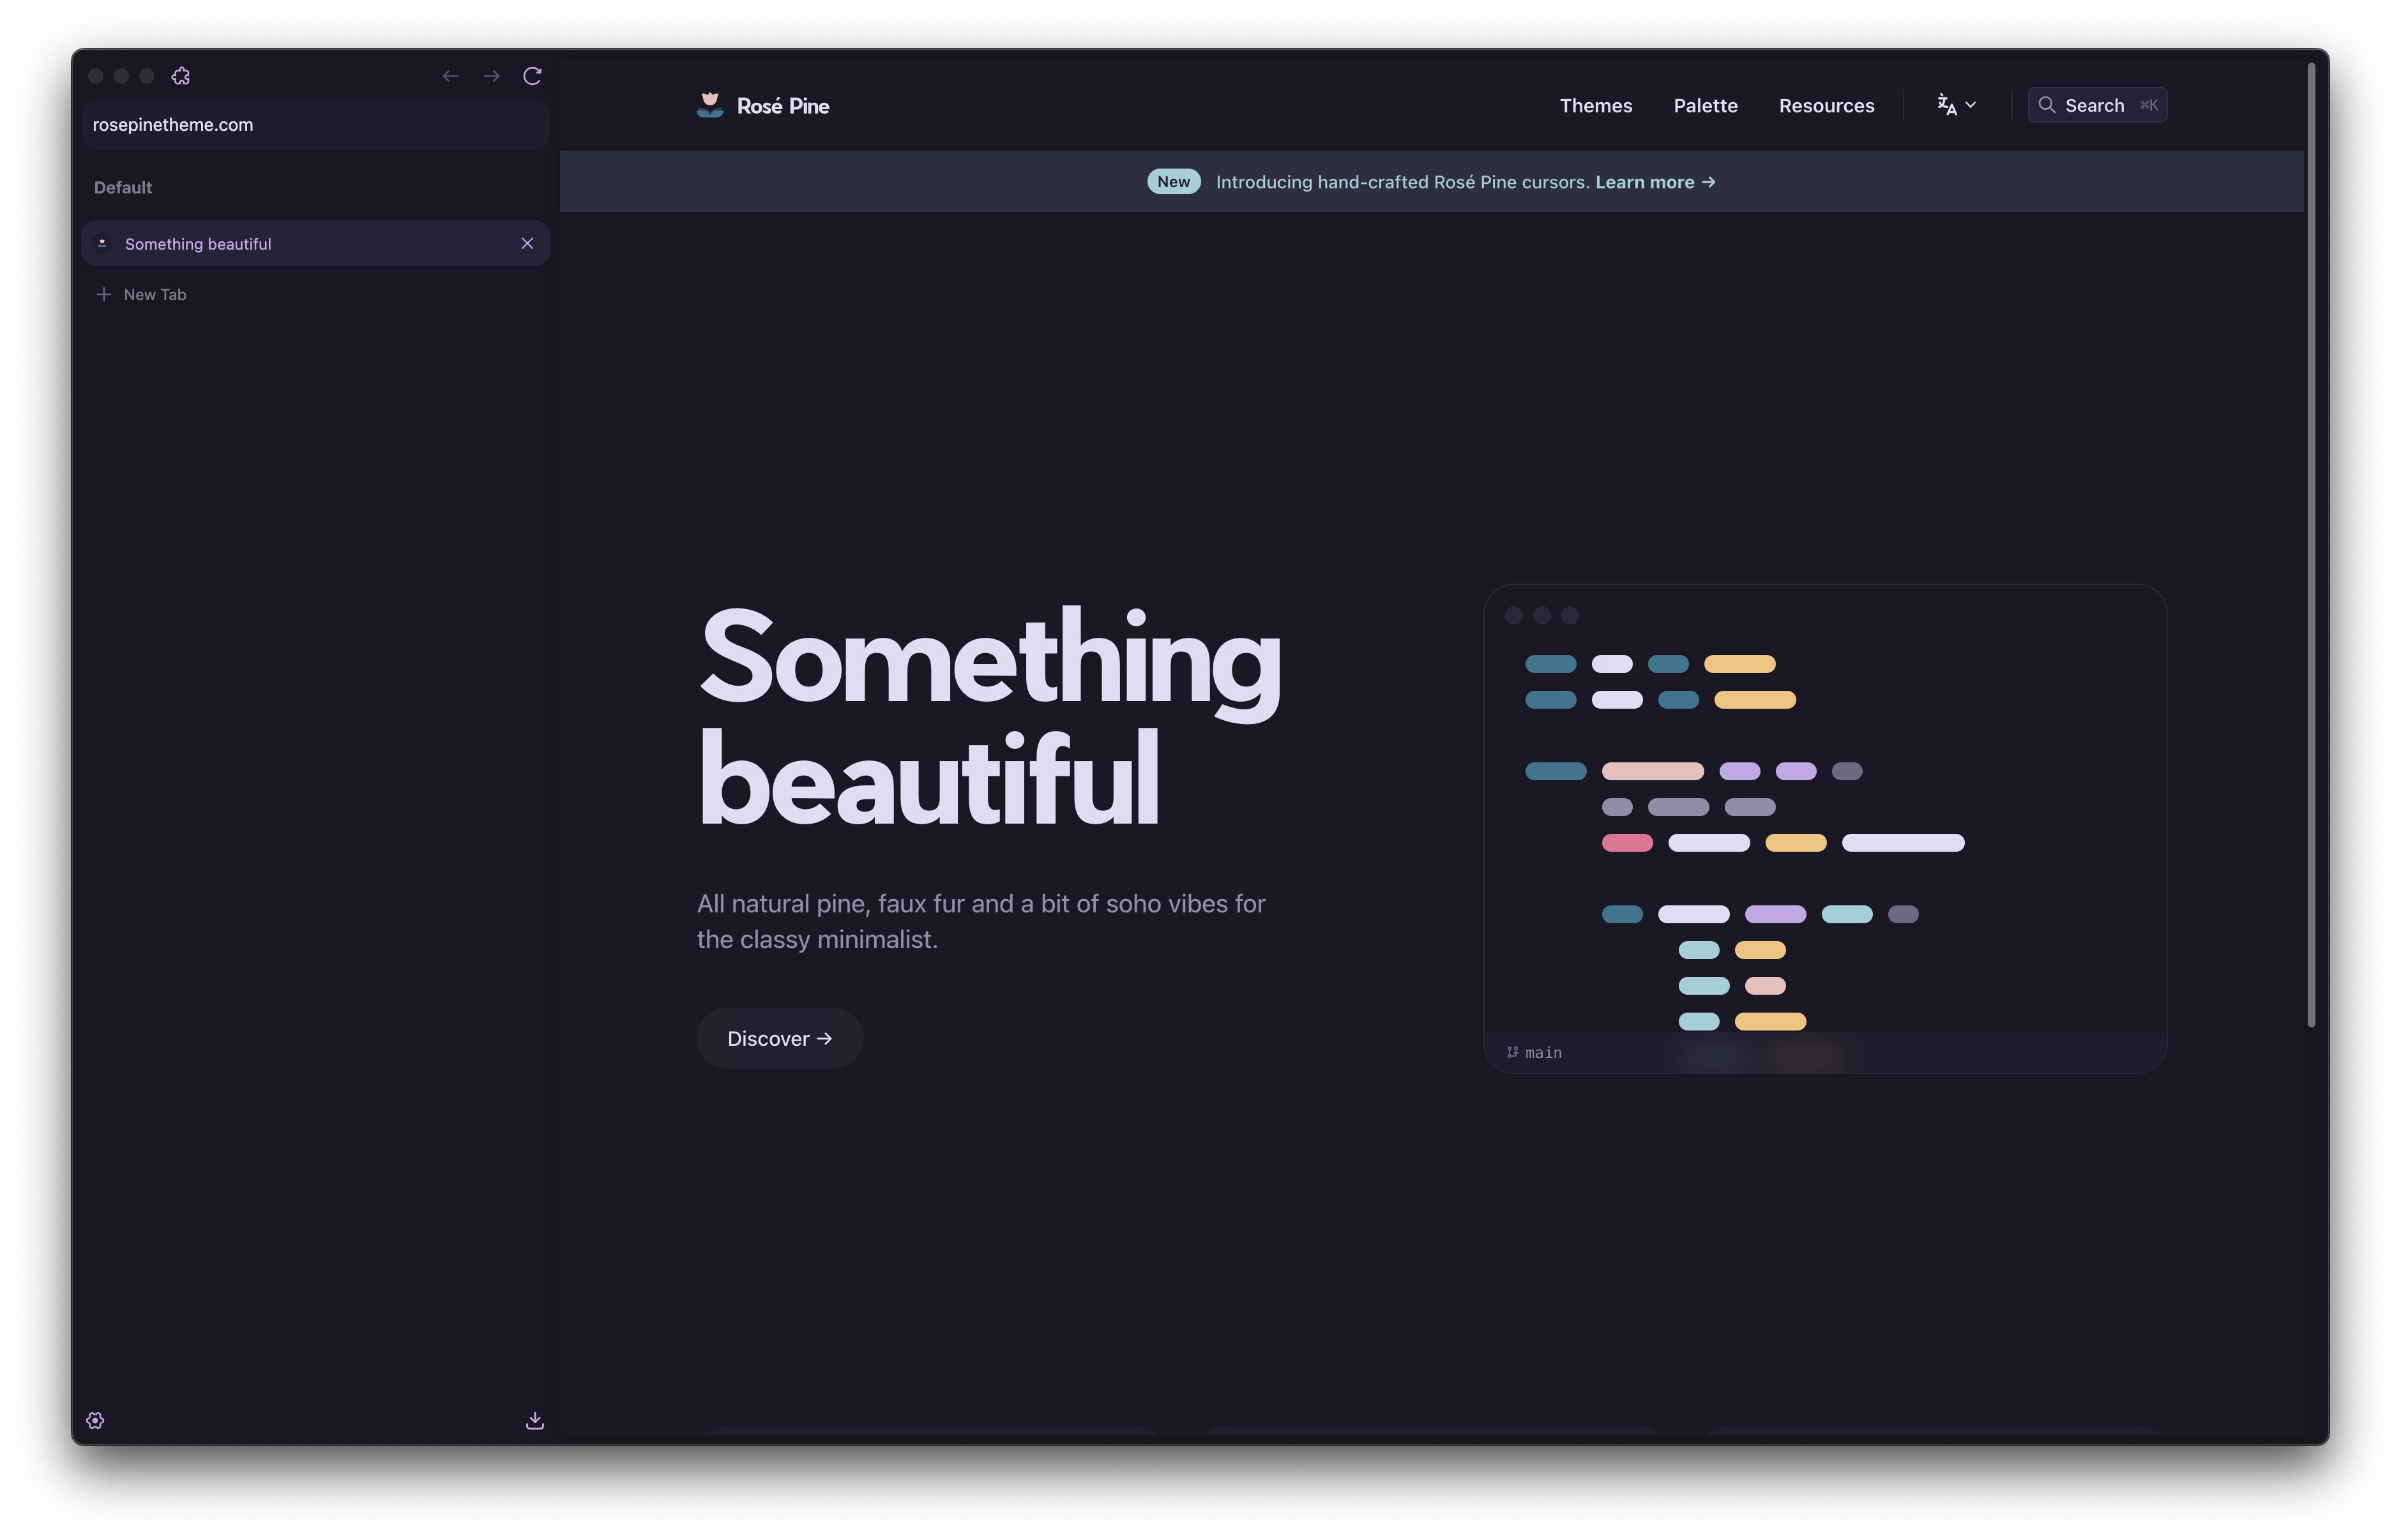 rosepinetheme.com
Default
Something beautiful
New Tab
Rosé Pine
Themes
Palette
Resources
Search ⌘K
New Introducing hand-crafted Rosé Pine cursors. Learn more →
Something
beautiful
All natural pine, faux fur and a bit of soho vibes for
the classy minimalist.
Discover →
main